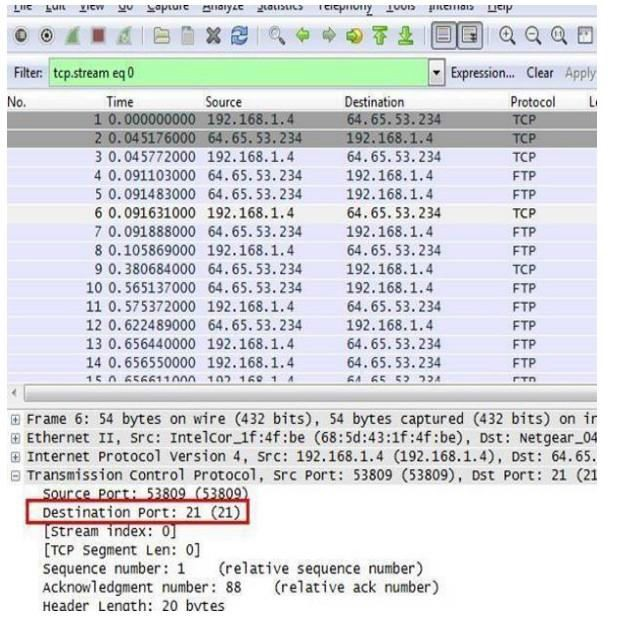 File Edit View Go Capture Analyze Statistics Telephony Tools Internals Help
Filter: tcp.stream eq 0 Expression... Clear Apply
No. Time Source Destination Protocol
1 0.000000000 192.168.1.4 64.65.53.234 TCP
2 0.045176000 64.65.53.234 192.168.1.4 TCP
3 0.045772000 192.168.1.4 64.65.53.234 TCP
4 0.091103000 64.65.53.234 192.168.1.4 FTP
5 0.091483000 64.65.53.234 192.168.1.4 FTP
6 0.091631000 192.168.1.4 64.65.53.234 TCP
7 0.091888000 64.65.53.234 192.168.1.4 FTP
8 0.105869000 192.168.1.4 64.65.53.234 FTP
9 0.380684000 64.65.53.234 192.168.1.4 TCP
10 0.565137000 64.65.53.234 192.168.1.4 FTP
11 0.575372000 192.168.1.4 64.65.53.234 FTP
12 0.622489000 64.65.53.234 192.168.1.4 FTP
13 0.656440000 192.168.1.4 64.65.53.234 FTP
14 0.656550000 192.168.1.4 64.65.53.234 FTP
15 0.656611000 192.168.1.4 64.65.53.234 FTP
Frame 6: 54 bytes on wire (432 bits), 54 bytes captured (432 bits) on
Ethernet II, Src: IntelCor_1f:4f:be (68:5d:43:1f:4f:be), Dst: Netgear_04
Internet Protocol Version 4, Src: 192.168.1.4 (192.168.1.4), Dst: 64.65.
Transmission Control Protocol, Src Port: 53809 (53809), Dst Port: 21 (21
Source Port: 53809 (53809)
Destination Port: 21 (21)
[Stream index: 0]
[TCP Segment Len: 0]
Sequence number: 1 (relative sequence number)
Acknowledgment number: 88 (relative ack number)
Header Length: 20 bytes